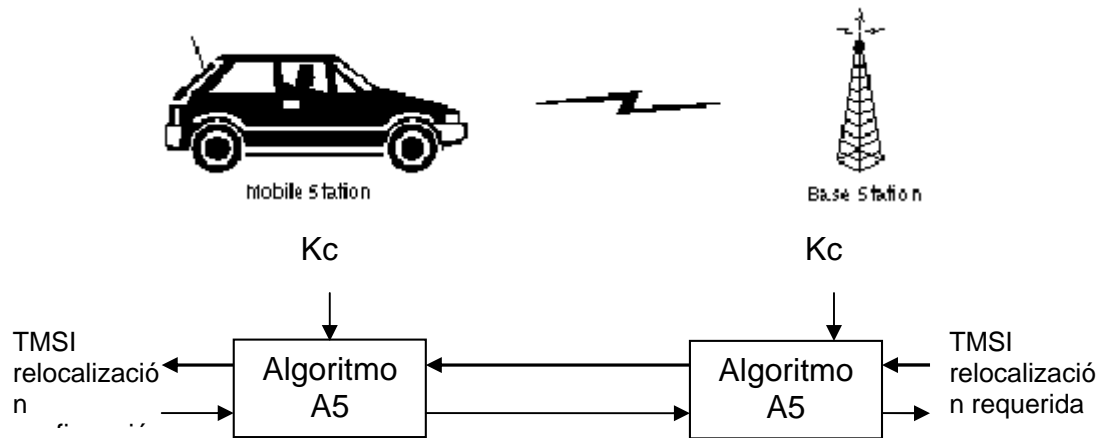 Mobile Station
Base Station
Kc
Kc
TMSI
relocalizació
n
Algoritmo
A5
Algoritmo
A5
TMSI
relocalizació
n requerida